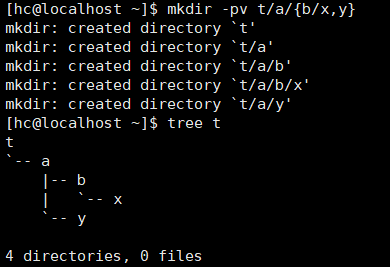 [hc@localhost ~]$ mkdir -pv t/a/{b/x,y}
mkdir: created directory `t'
mkdir: created directory `t/a'
mkdir: created directory `t/a/b'
mkdir: created directory `t/a/b/x'
mkdir: created directory `t/a/y'
[hc@localhost ~]$ tree t
t
`-- a
    |-- b
    |   `-- x
    `-- y

4 directories, 0 files